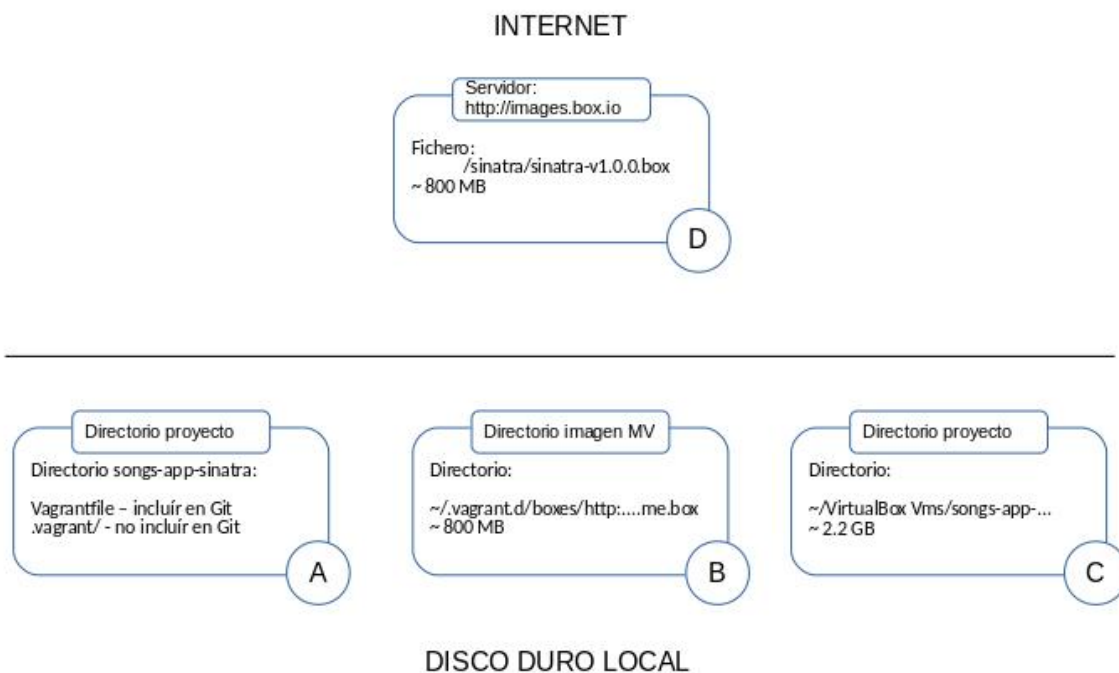 INTERNET
Servidor:
http://images.box.io
Fichero:
/sinatra/sinatra-v1.0.0.box
~ 800 MB
D
Directorio proyecto
Directorio songs-app-sinatra:
Vagrantfile – incluír en Git
.vagrant/ - no incluír en Git
A
Directorio imagen MV
Directorio:
~/.vagrant.d/boxes/http:....me.box
~ 800 MB
B
Directorio proyecto
Directorio:
~/VirtualBox Vms/songs-app-...
~ 2.2 GB
C
DISCO DURO LOCAL